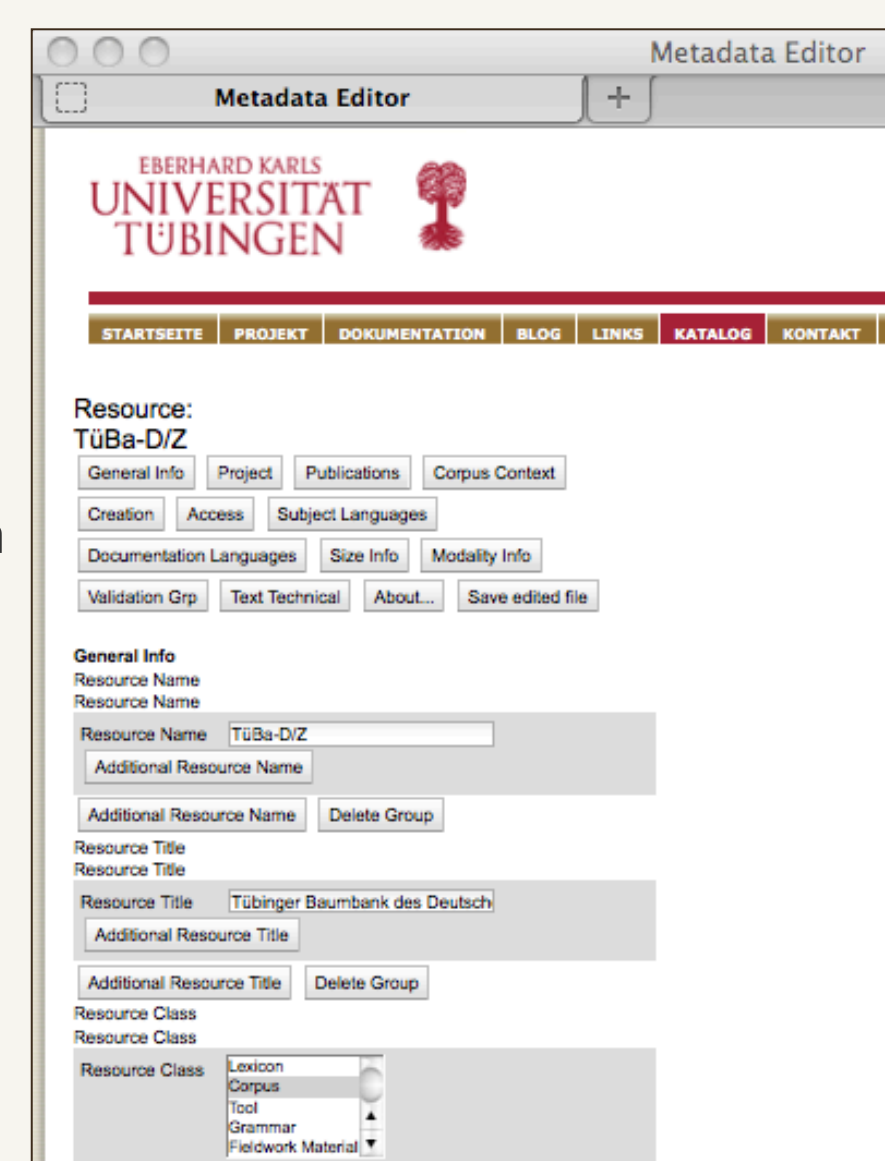 Metadata Editor
Metadata Editor +
EBERHARD KARLS
UNIVERSITÄT
TÜBINGEN
STARTSEITE PROJEKT DOKUMENTATION BLOG LINKS KATALOG KONTAKT
Resource:
TüBa-D/Z
General Info Project Publications Corpus Context
Creation Access Subject Languages
Documentation Languages Size Info Modality Info
Validation Grp Text Technical About... Save edited file
General Info
Resource Name
Resource Name
Resource Name TüBa-D/Z
Additional Resource Name
Additional Resource Name Delete Group
Resource Title
Resource Title
Resource Title Tübinger Baumbank des Deutsch
Additional Resource Title
Additional Resource Title Delete Group
Resource Class
Resource Class
Resource Class Lexicon
Corpus
Tool
Grammar
Fieldwork Material